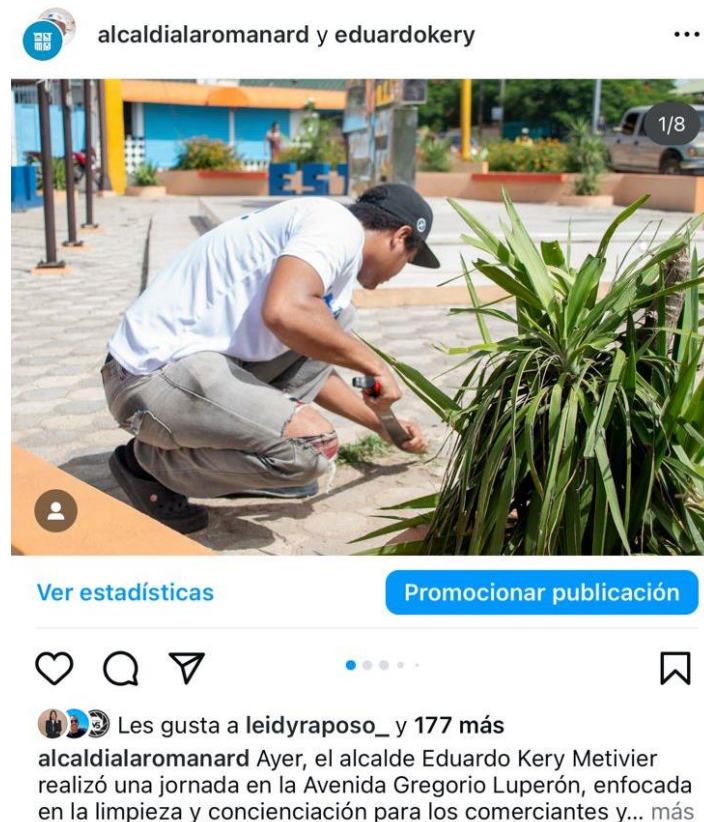 alcaldialaromanard y eduardokery
1/8
Ver estadísticas
Promocionar publicación
Les gusta a leidyraposo_ y 177 más
alcaldialaromanard Ayer, el alcalde Eduardo Kery Metivier
realizó una jornada en la Avenida Gregorio Luperón, enfocada
en la limpieza y concienciación para los comerciantes y... más